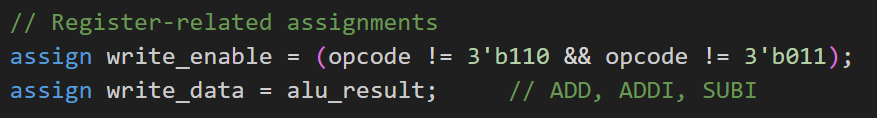 // Register-related assignments
assign write_enable = (opcode != 3'b110 && opcode != 3'b011);
assign write_data = alu_result;     // ADD, ADDI, SUBI